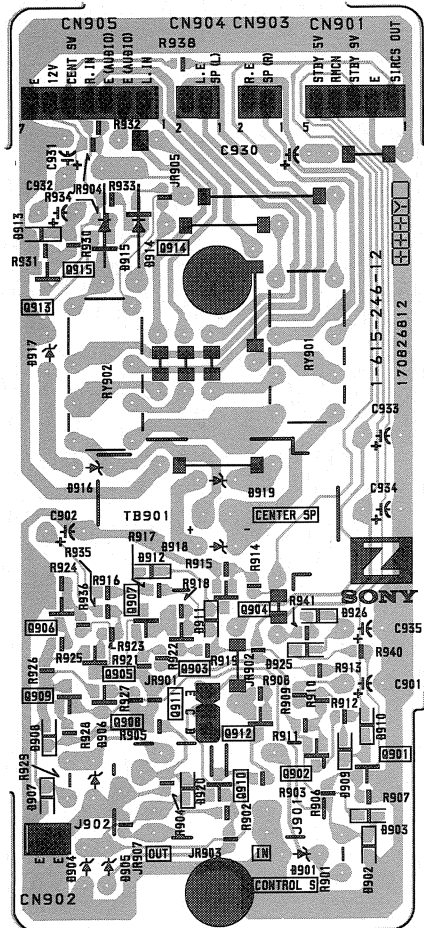 CN905
CN904
CN903
CN901
R938
E
12V
CENT SW
R.IN
E(AUDIO)
E(AUDIO)
L.IN
L.E
SP(L)
R.E
SP(R)
STBY 5V
RMCN
STBY 9V
E
SIRCS OUT
7
1
2
1
2
1
5
1
R932
C931
C930
JR905
C932
JR904
R933
R934
D913
R930
R931
D915
D914
Q914
Q915
Q913
D917
RY902
RY901
1-615-246-12
170826812
C933
D916
D919
C934
C902
TB901
+
-
CENTER SP
D918
R917
R935
D912
R915
R914
R924
Z
SONY
R936
R916
Q907
R918
D911
Q904
R941
D926
Q906
C935
R925
R923
R921
R922
R919
JR902
D925
R940
R926
Q905
Q903
R913
C901
Q909
JR901
R927
Q911
E
C
B
R908
R909
R910
R912
Q908
Q912
D910
D908
R928
D906
R905
R911
Q901
R929
Q902
D909
D907
D920
Q910
R903
R906
R907
J902
R906
R902
J901
D903
E
E
D904
D905
JR907
OUT
JR903
IN
D901
R901
D902
CN902
CONTROL S